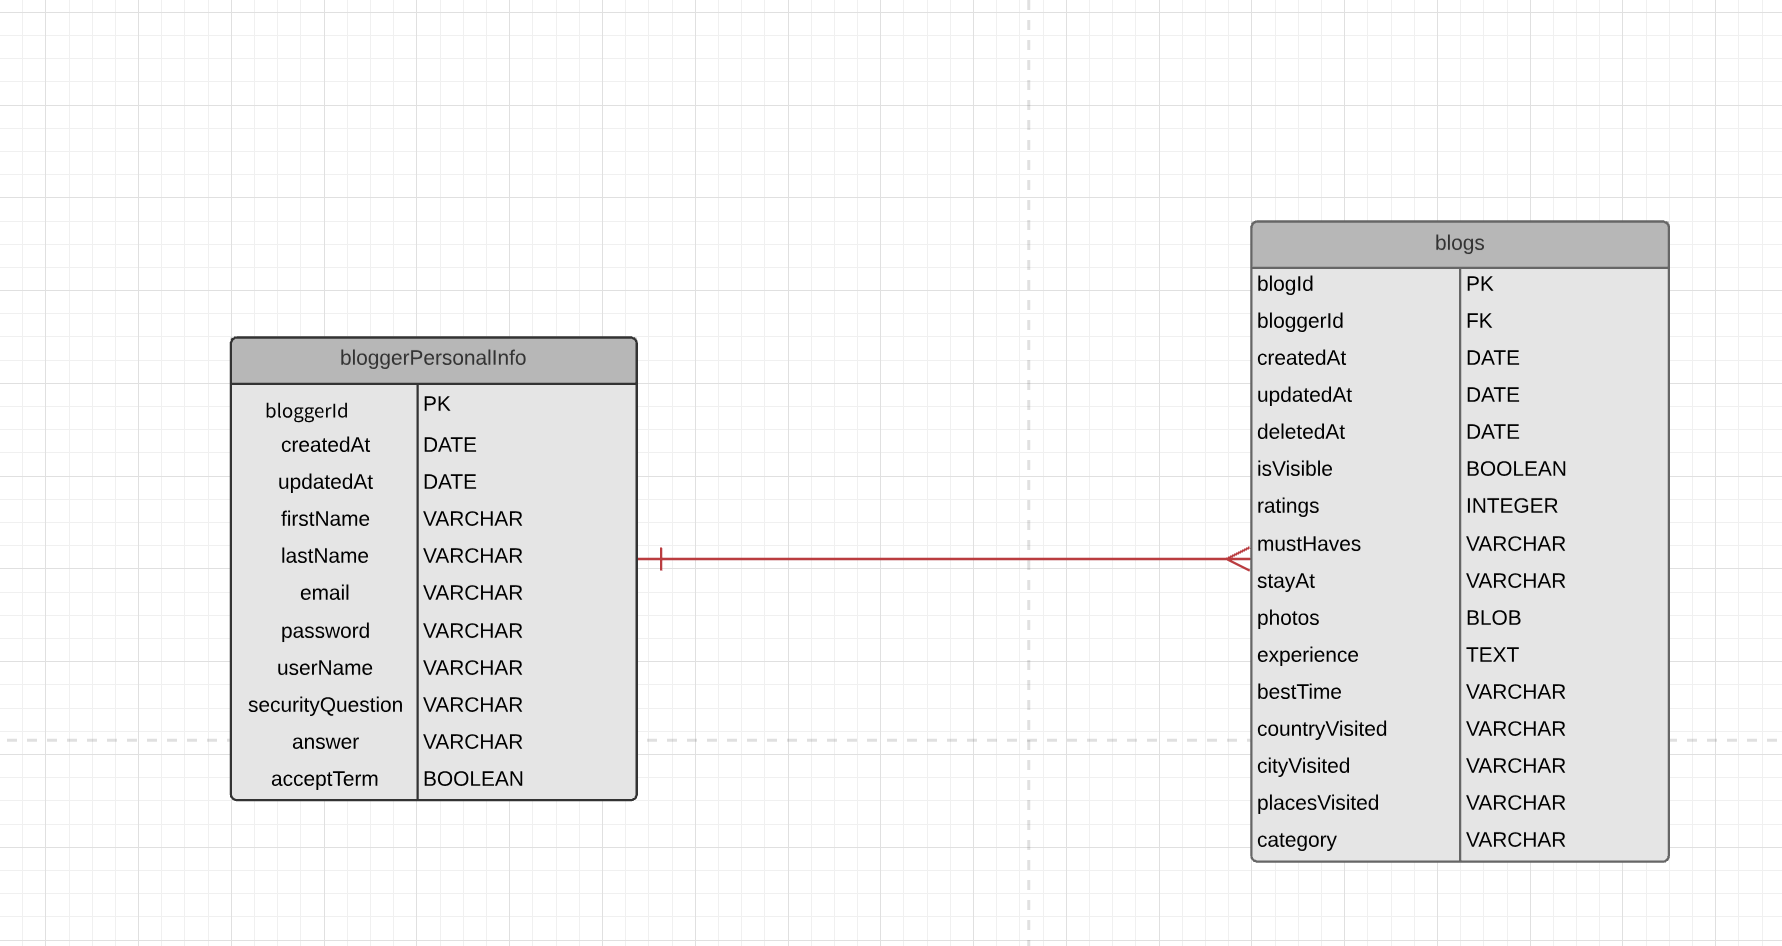 bloggerPersonalInfo
bloggerId PK
createdAt DATE
updatedAt DATE
firstName VARCHAR
lastName VARCHAR
email VARCHAR
password VARCHAR
userName VARCHAR
securityQuestion VARCHAR
answer VARCHAR
acceptTerm BOOLEAN
blogs
blogId PK
bloggerId FK
createdAt DATE
updatedAt DATE
deletedAt DATE
isVisible BOOLEAN
ratings INTEGER
mustHaves VARCHAR
stayAt VARCHAR
photos BLOB
experience TEXT
bestTime VARCHAR
countryVisited VARCHAR
cityVisited VARCHAR
placesVisited VARCHAR
category VARCHAR